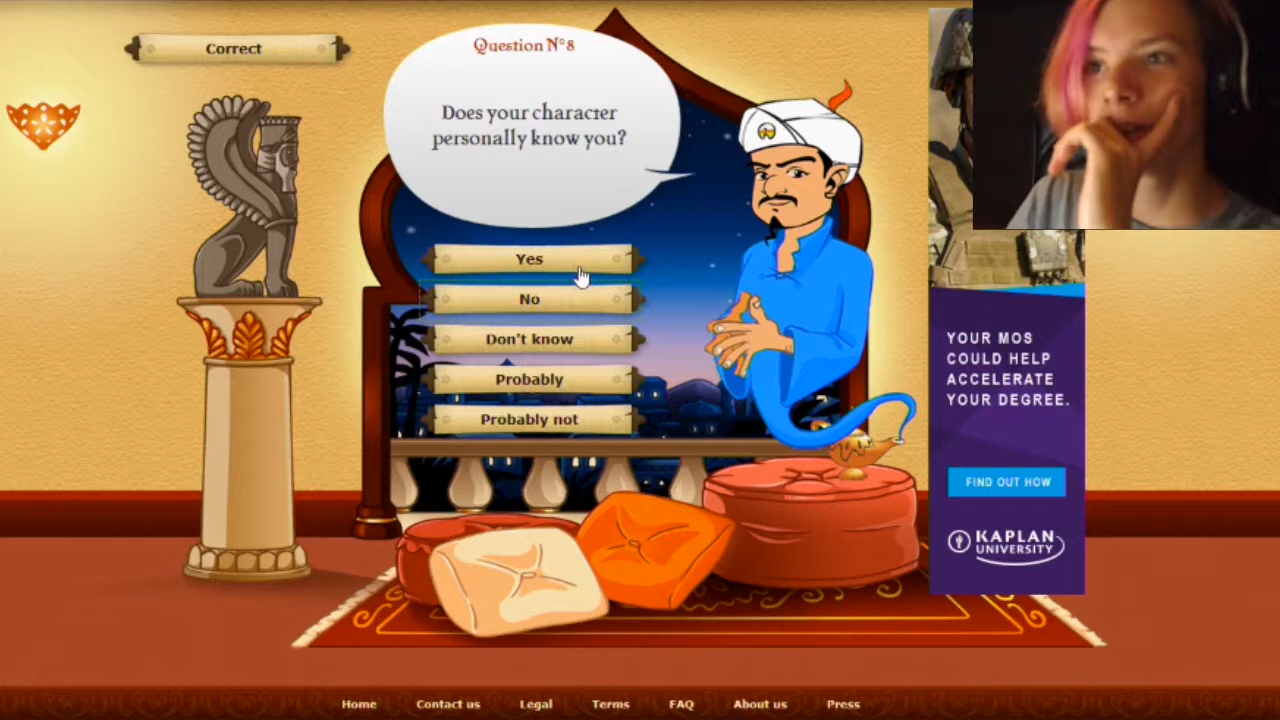 Correct
Question N°8
Does your character
personally know you?
Yes
No
Don't know
Probably
Probably not
YOUR MOS
COULD HELP
ACCELERATE
YOUR DEGREE.
FIND OUT HOW
KAPLAN
UNIVERSITY
Home Contact us Legal Terms FAQ About us Press